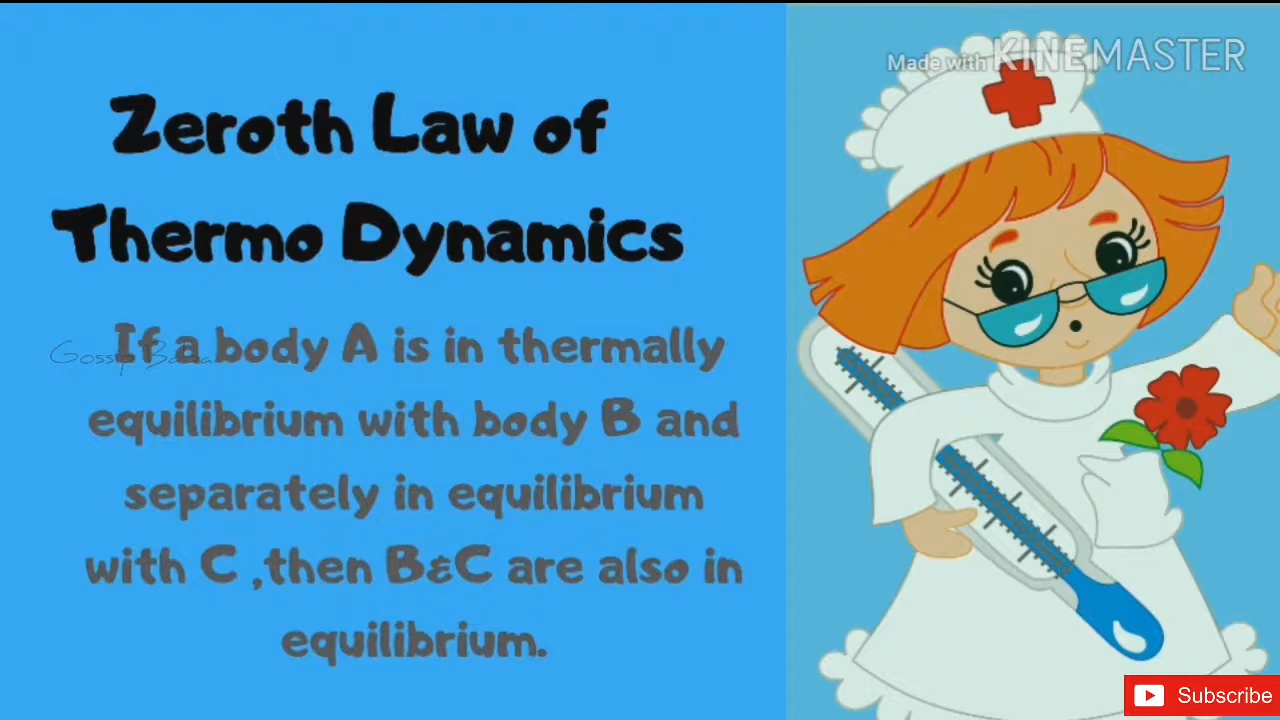 Made with KINEMASTER
Zeroth Law of
Thermo Dynamics
If a body A is in thermally
equilibrium with body B and
separately in equilibrium
with C ,then B&C are also in
equilibrium.
Gossip
Subscribe